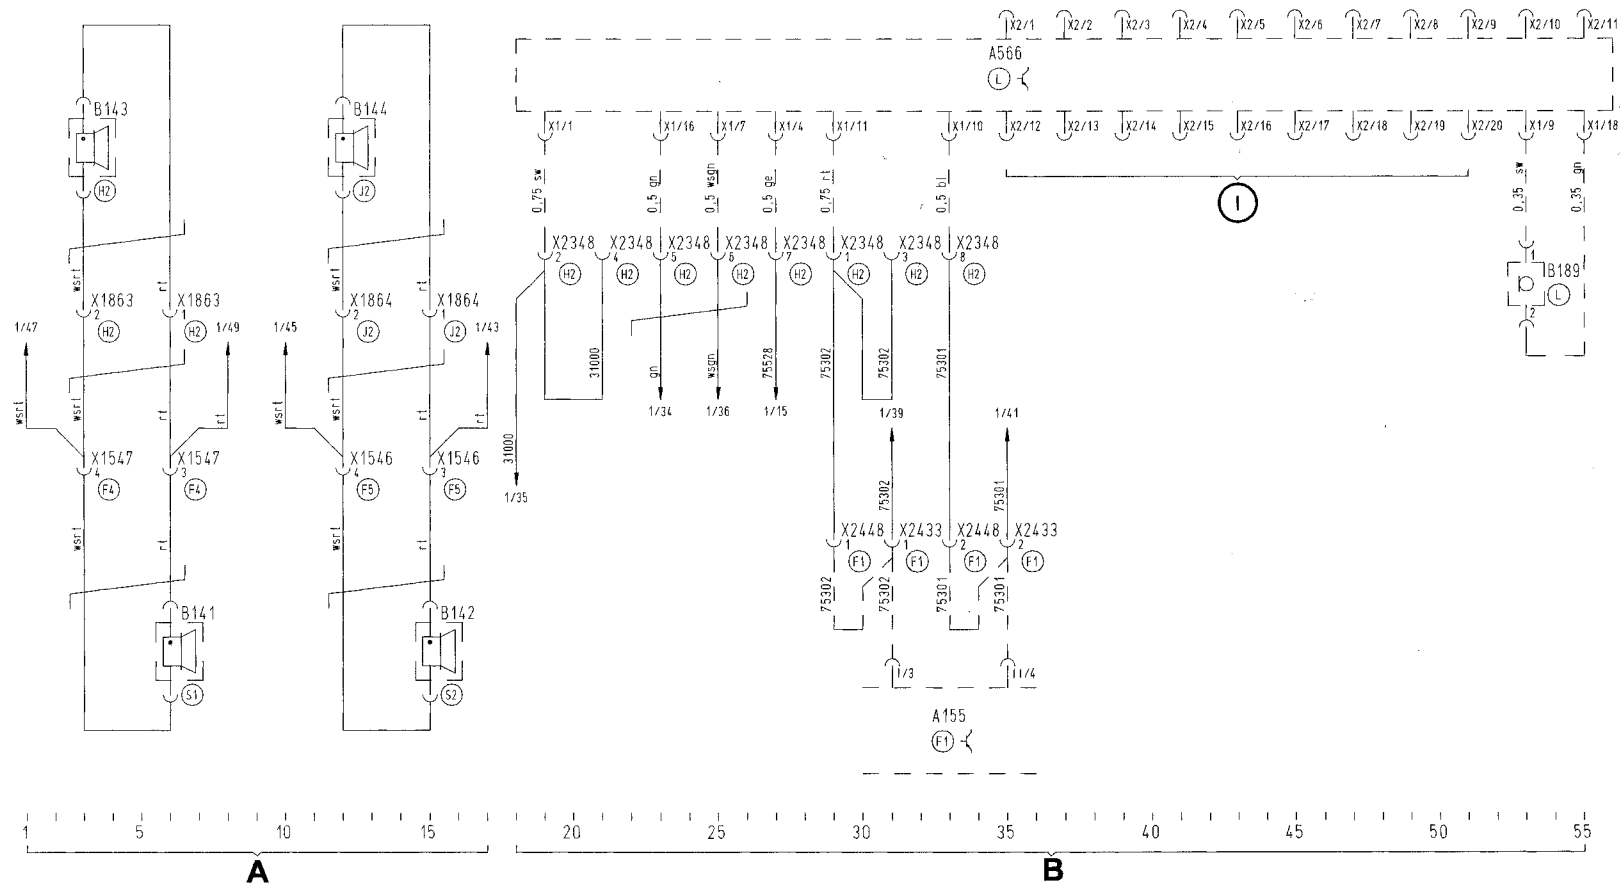 X2/1 X2/2 X2/3 X2/4 X2/5 X2/6 X2/7 X2/8 X2/9 X2/10 X2/11
A566
L
B143 B144
X1/1 X1/16 X1/7 X1/4 X1/11 X1/10 X2/12 X2/13 X2/14 X2/15 X2/16 X2/17 X2/18 X2/19 X2/20 X1/9 X1/18
H2 J2
0,75 sw 0,5 gn 0,5 wsgn 0,5 ge 0,75 rt 0,5 bl 0,35 sw 0,35 gn
1
X2348 X2348 X2348 X2348 X2348 X2348 X2348 X2348
2 4 5 6 7 1 3 8 1
H2 H2 H2 H2 H2 H2 H2
B189
L
2
wsrt rt wsrt rt
X1863 X1863 X1864 X1864
2 1 2 1
1/47 H2 H2 1/49 1/45 J2 J2 1/43
31000 gn wsgn 75528 75302 75302 75301
wsrt wsrt rt rt wsrt wsrt rt rt
1/34 1/36 1/15 1/39 1/41
31000
X1547 X1547 X1546 X1546
4 3 4 3
F4 F4 F5 F5
1/35
75302 75301
wsrt rt wsrt rt
X2448 X2433 X2448 X2433
1 1 2 2
F1 F1 F1 F1
75302 75302 75301 75301
B141 B142
1/3 11/4
S1 S2
A155
F1
1 5 10 15 20 25 30 35 40 45 50 55
A B